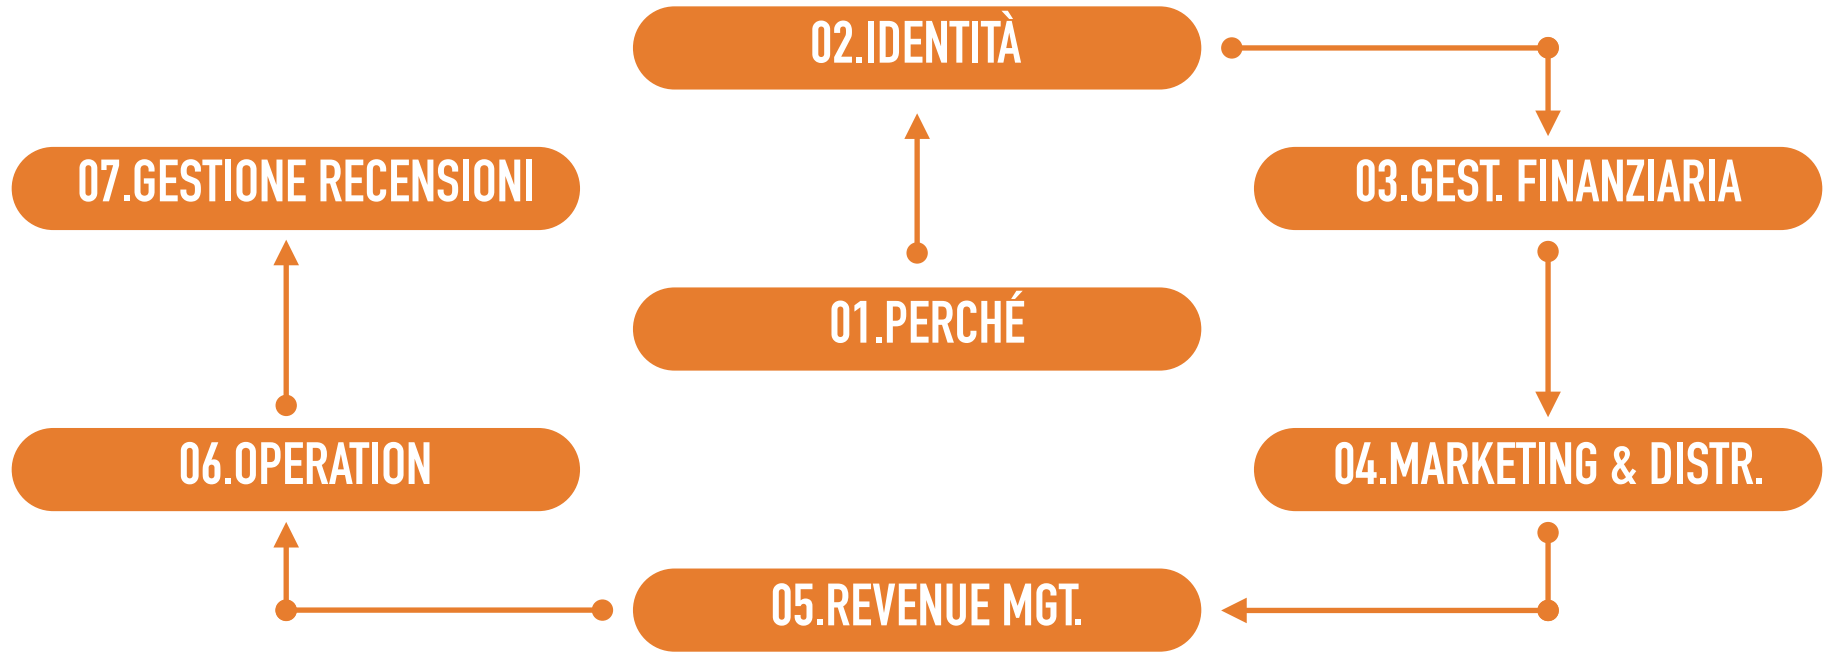 02.IDENTITÀ
07.GESTIONE RECENSIONI
03.GEST. FINANZIARIA
01.PERCHÉ
06.OPERATION
04.MARKETING & DISTR.
05.REVENUE MGT.